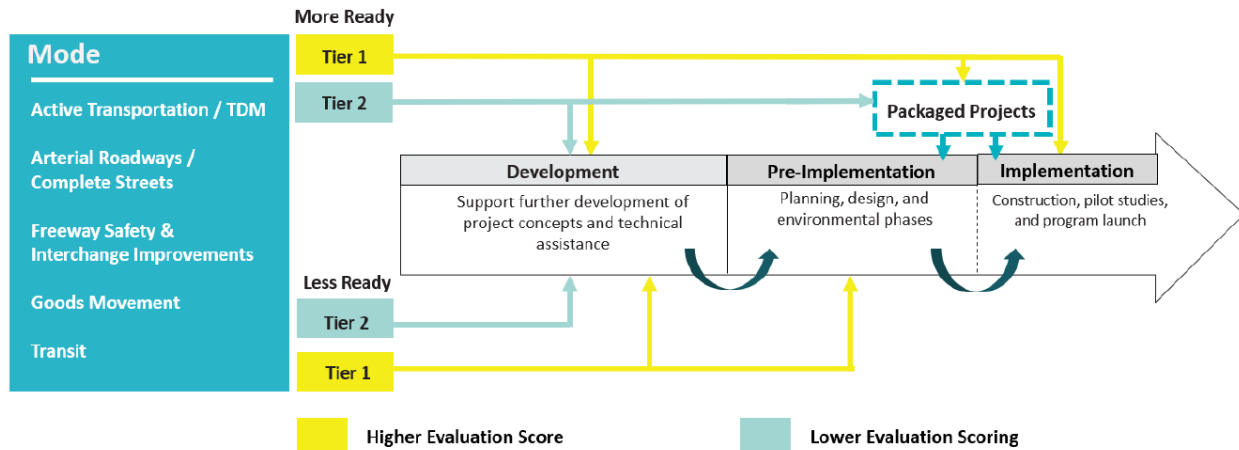 Mode
Active Transportation / TDM
Arterial Roadways /
Complete Streets
Freeway Safety &
Interchange Improvements
Goods Movement
Transit
More Ready
Tier 1
Tier 2
Packaged Projects
Development
Support further development of
project concepts and technical
assistance
Pre-Implementation
Planning, design, and
environmental phases
Implementation
Construction, pilot studies,
and program launch
Less Ready
Tier 2
Tier 1
Higher Evaluation Score
Lower Evaluation Scoring